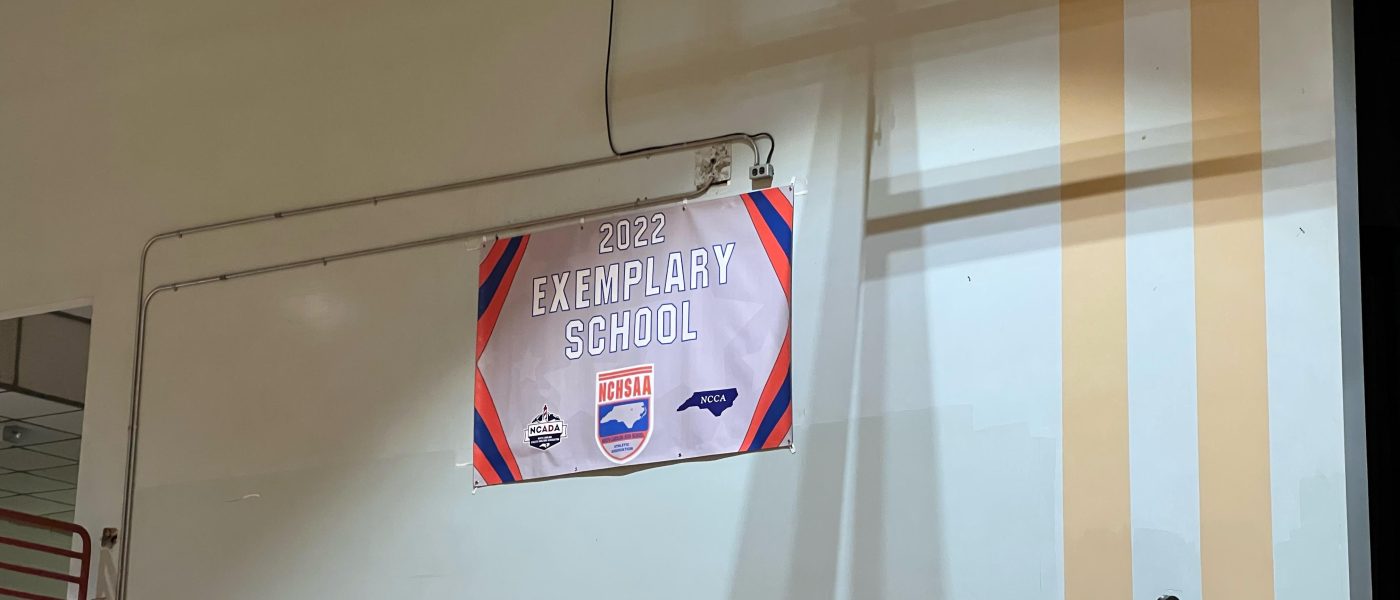 2022
EXEMPLARY
SCHOOL
NCHSAA
NCCA
NCADA